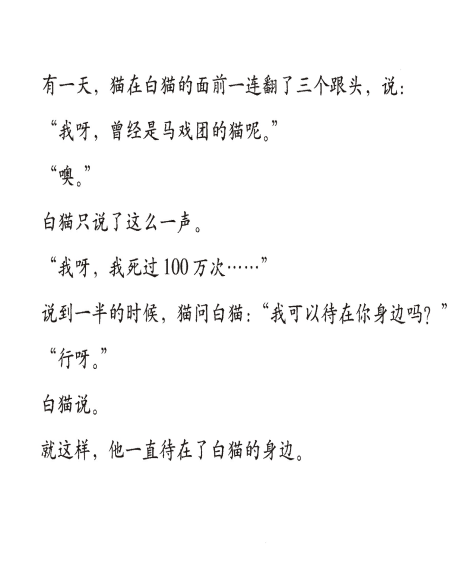 有一天，猫在白猫的面前一连翻了三个跟头，说：
“我呀，曾经是马戏团的猫呢。”
“噢。”
白猫只说了这么一声。
“我呀，我死过100万次……”
说到一半的时候，猫问白猫：“我可以待在你身边吗？”
“行呀。”
白猫说。
就这样，他一直待在了白猫的身边。